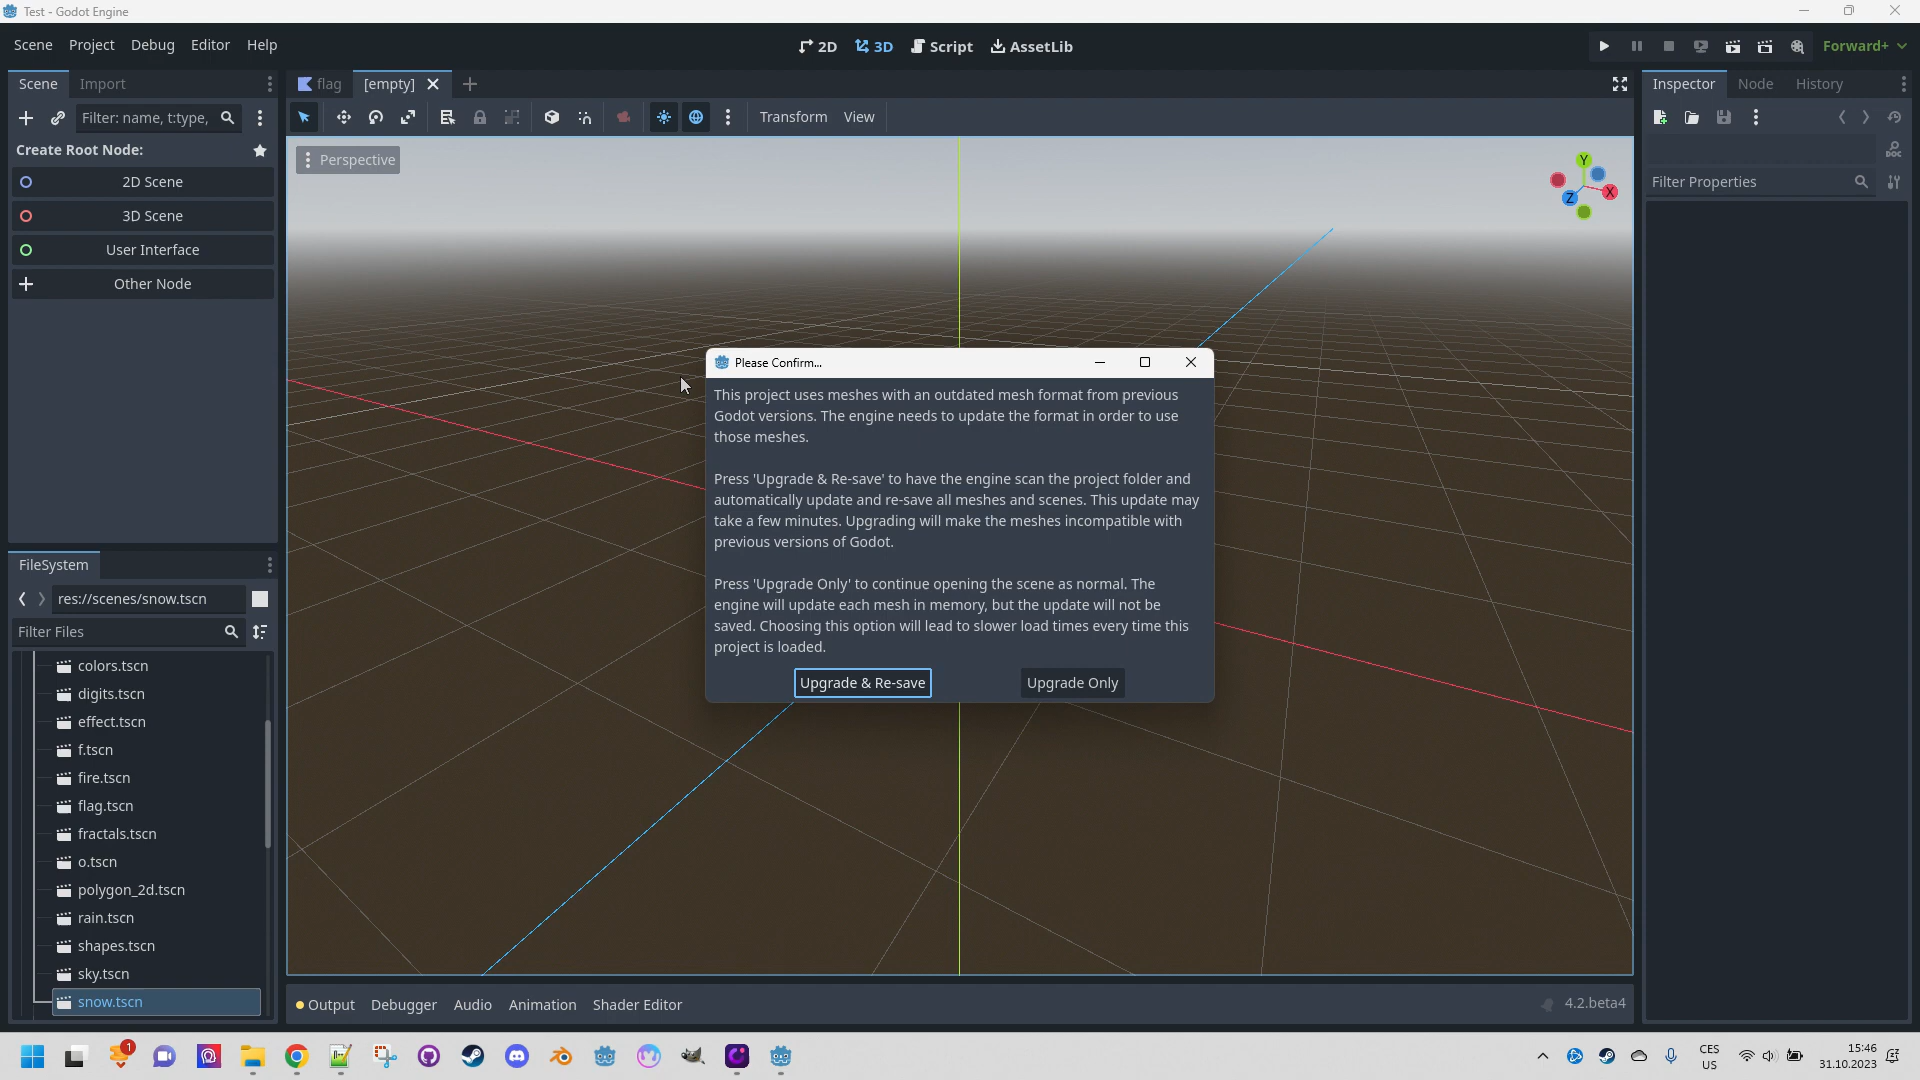 Test - Godot Engine
Scene Project Debug Editor Help
2D 3D Script AssetLib
Forward+
Scene Import
flag [empty]
Inspector Node History
Filter: name, t:type,
Transform View
Create Root Node:
2D Scene
3D Scene
User Interface
Other Node
Perspective
Y
X
Z
DOC
Filter Properties
Please Confirm...
This project uses meshes with an outdated mesh format from previous
Godot versions. The engine needs to update the format in order to use
those meshes.
Press 'Upgrade & Re-save' to have the engine scan the project folder and
automatically update and re-save all meshes and scenes. This update may
take a few minutes. Upgrading will make the meshes incompatible with
previous versions of Godot.
Press 'Upgrade Only' to continue opening the scene as normal. The
engine will update each mesh in memory, but the update will not be
saved. Choosing this option will lead to slower load times every time this
project is loaded.
Upgrade & Re-save Upgrade Only
FileSystem
res://scenes/snow.tscn
Filter Files
colors.tscn
digits.tscn
effect.tscn
f.tscn
fire.tscn
flag.tscn
fractals.tscn
o.tscn
polygon_2d.tscn
rain.tscn
shapes.tscn
sky.tscn
snow.tscn
Output Debugger Audio Animation Shader Editor
4.2.beta4
1
CES
US
15:46
31.10.2023